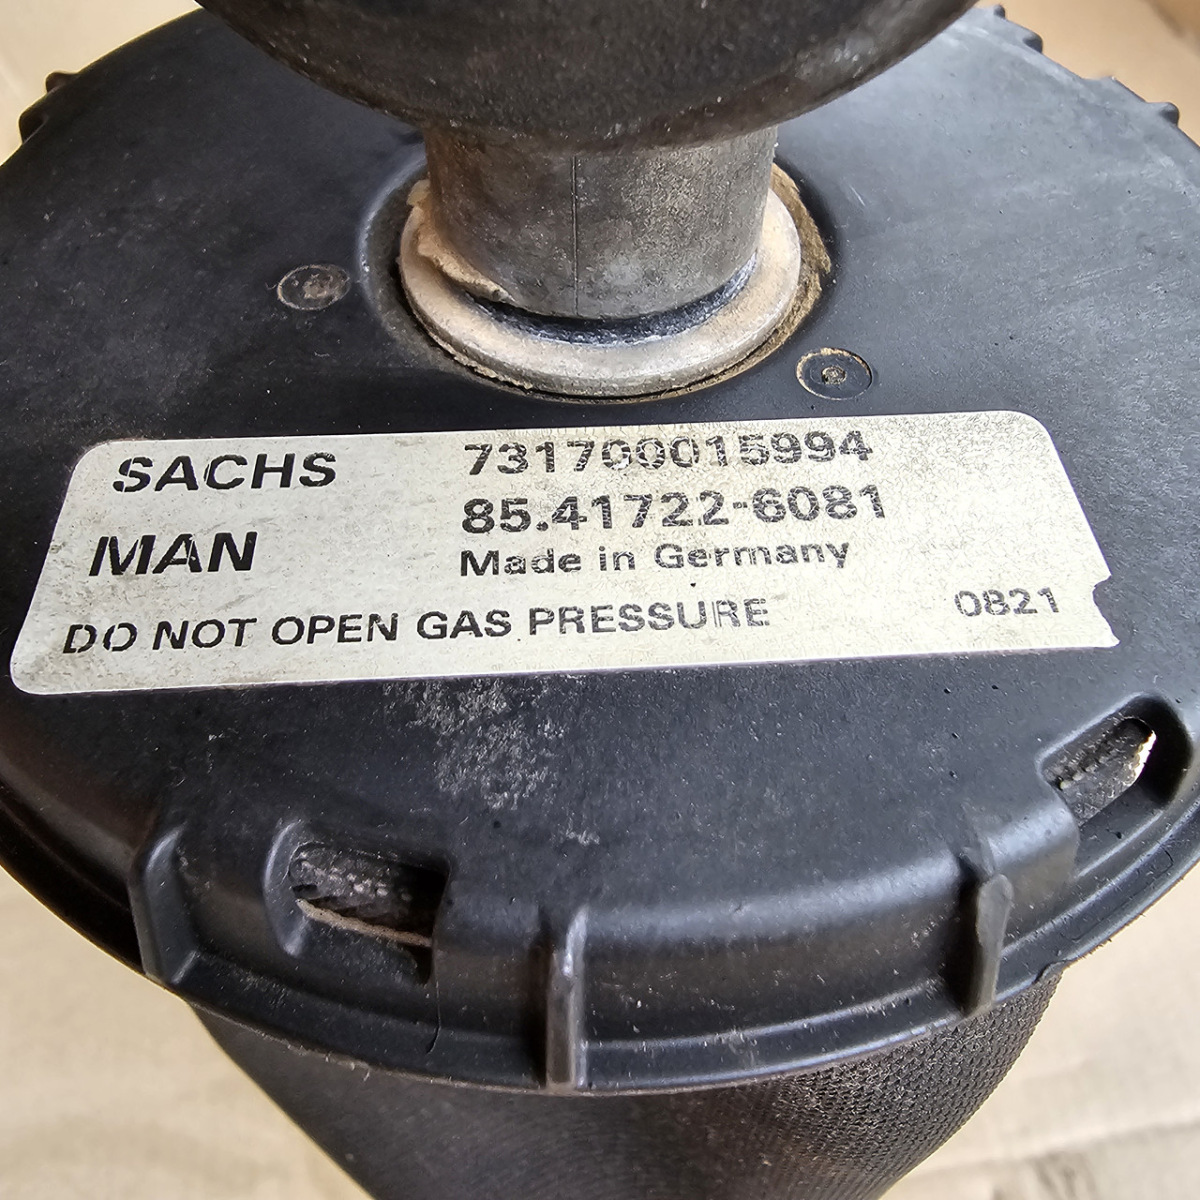 SACHS 731700015994
MAN 85.41722-6081
Made in Germany
DO NOT OPEN GAS PRESSURE 0821